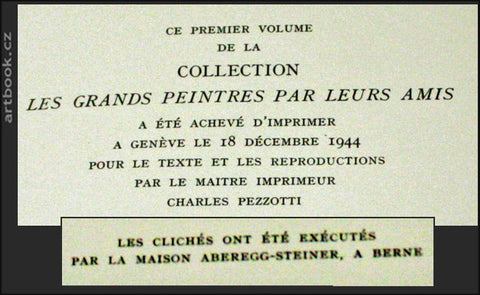 artbook.cz
CE PREMIER VOLUME
DE LA
COLLECTION
LES GRANDS PEINTRES PAR LEURS AMIS
A ÉTÉ ACHEVÉ D'IMPRIMER
A GENÈVE LE 18 DÉCEMBRE 1944
POUR LE TEXTE ET LES REPRODUCTIONS
PAR LE MAITRE IMPRIMEUR
CHARLES PEZZOTTI
LES CLICHÉS ONT ÉTÉ EXÉCUTÉS
PAR LA MAISON ABEREGG-STEINER, A BERNE